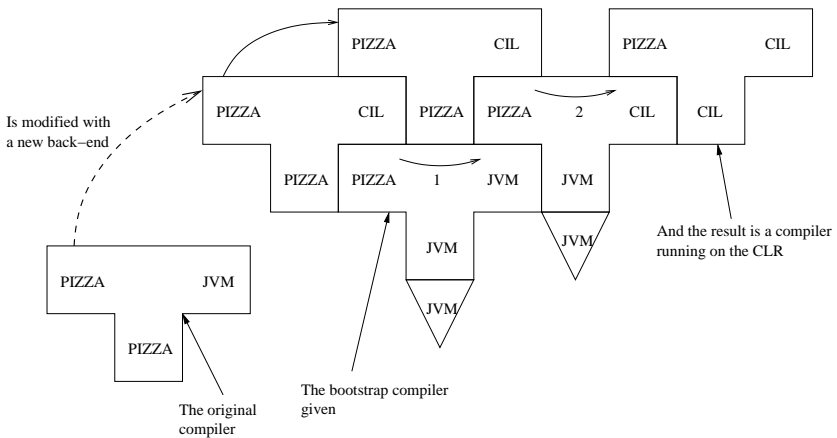 PIZZA CIL PIZZA CIL
Is modified with
a new back-end
PIZZA CIL PIZZA PIZZA 2 CIL CIL
PIZZA PIZZA 1 JVM JVM
JVM JVM
And the result is a compiler
running on the CLR
PIZZA JVM
JVM
PIZZA
The bootstrap compiler
given
The original
compiler